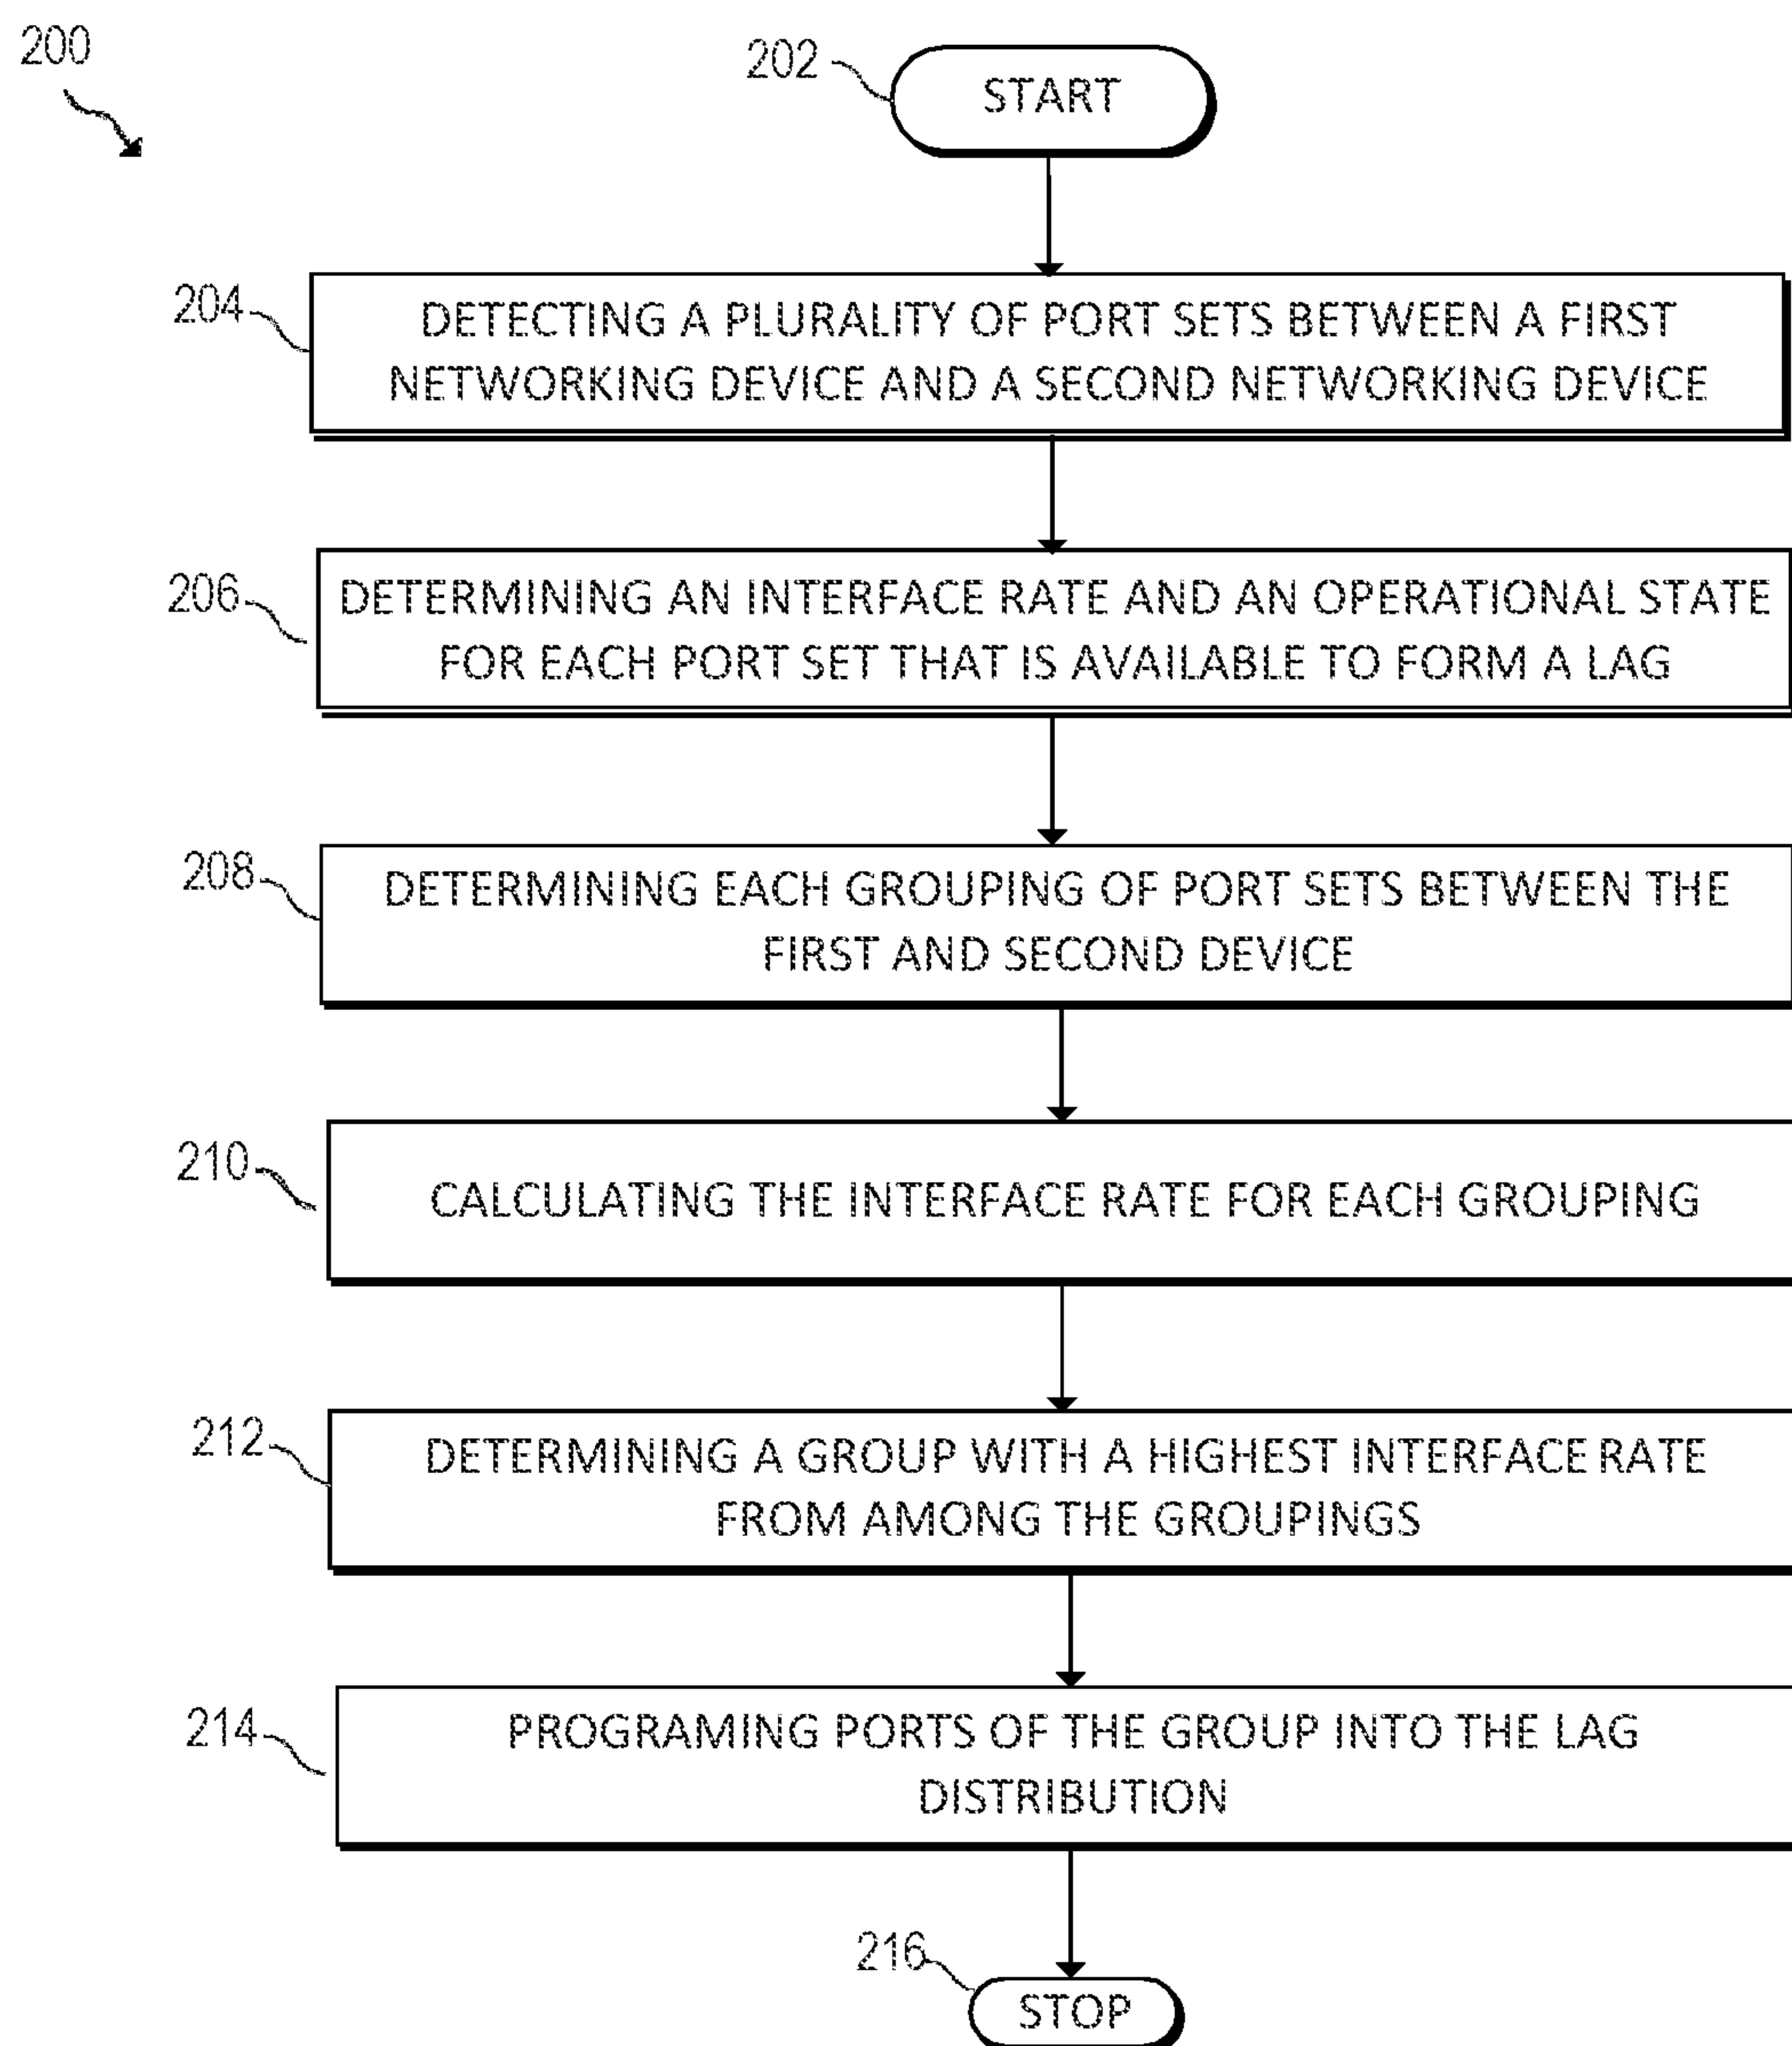 200
202
START
204
DETECTING A PLURALITY OF PORT SETS BETWEEN A FIRST
NETWORKING DEVICE AND A SECOND NETWORKING DEVICE
206
DETERMINING AN INTERFACE RATE AND AN OPERATIONAL STATE
FOR EACH PORT SET THAT IS AVAILABLE TO FORM A LAG
208
DETERMINING EACH GROUPING OF PORT SETS BETWEEN THE
FIRST AND SECOND DEVICE
210
CALCULATING THE INTERFACE RATE FOR EACH GROUPING
212
DETERMINING A GROUP WITH A HIGHEST INTERFACE RATE
FROM AMONG THE GROUPINGS
214
PROGRAMING PORTS OF THE GROUP INTO THE LAG
DISTRIBUTION
216
STOP